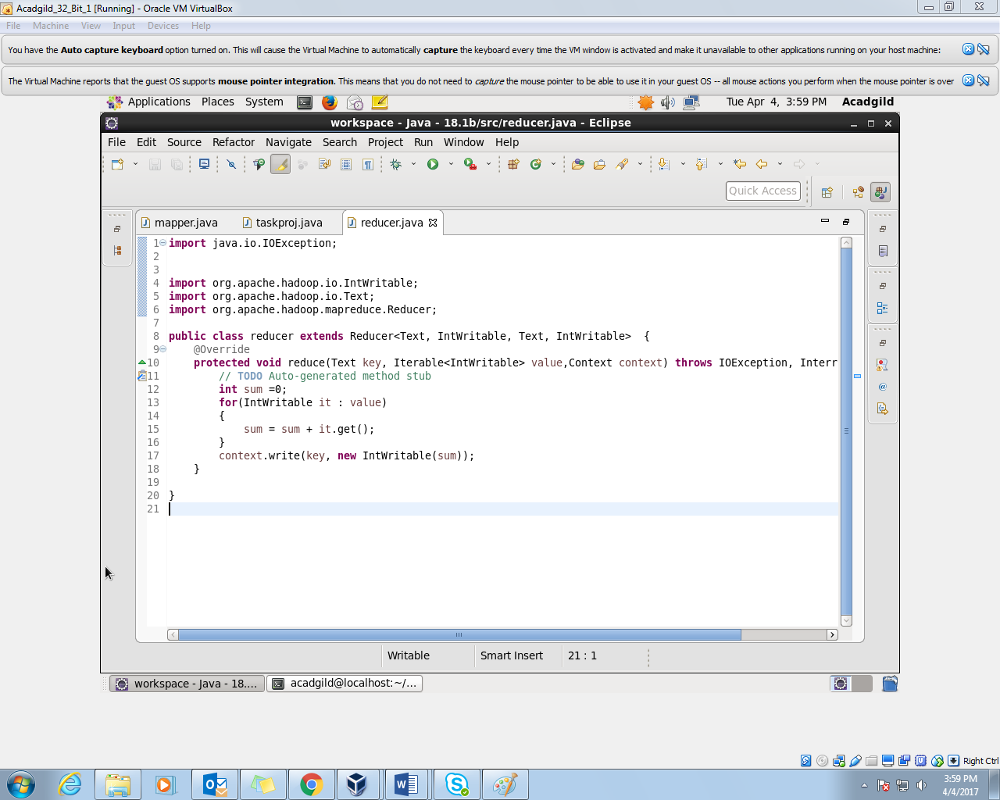 Acadgild_32_Bit_1 [Running] - Oracle VM VirtualBox
File Machine View Input Devices Help
You have the Auto capture keyboard option turned on. This will cause the Virtual Machine to automatically capture the keyboard every time the VM window is activated and make it unavailable to other applications running on your host machine:
The Virtual Machine reports that the guest OS supports mouse pointer integration. This means that you do not need to capture the mouse pointer to be able to use it in your guest OS -- all mouse actions you perform when the mouse pointer is over
Applications Places System Tue Apr 4, 3:59 PM Acadgild
workspace - Java - 18.1b/src/reducer.java - Eclipse
File Edit Source Refactor Navigate Search Project Run Window Help
Quick Access
mapper.java taskproj.java reducer.java
1 import java.io.IOException;
2
3
4 import org.apache.hadoop.io.IntWritable;
5 import org.apache.hadoop.io.Text;
6 import org.apache.hadoop.mapreduce.Reducer;
7
8 public class reducer extends Reducer<Text, IntWritable, Text, IntWritable>  {
9     @Override
10     protected void reduce(Text key, Iterable<IntWritable> value,Context context) throws IOException, Interr
11         // TODO Auto-generated method stub
12         int sum =0;
13         for(IntWritable it : value)
14         {
15             sum = sum + it.get();
16         }
17         context.write(key, new IntWritable(sum));
18     }
19
20 }
21
Writable Smart Insert 21 : 1
workspace - Java - 18.... acadgild@localhost:~/...
Right Ctrl
3:59 PM
4/4/2017